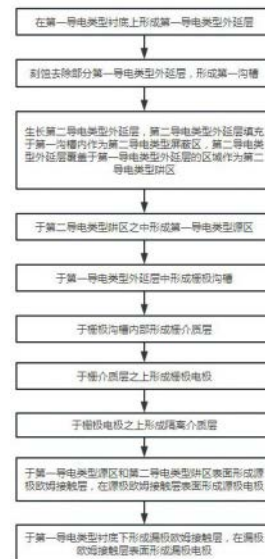 在第一导电类型衬底上形成第一导电类型外延层
刻蚀去除部分第一导电类型外延层，形成第一沟槽
生长第二导电类型外延层，第二导电类型外延层填充
于第一沟槽内作为第二导电类型屏蔽区，第二导电类
型外延层覆盖于第一导电类型外延层的区域作为第二
导电类型阱区
于第二导电类型阱区之中形成第一导电类型源区
于第一导电类型外延层中形成栅极沟槽
于栅极沟槽内部形成栅介质层
于栅介质层之上形成栅极电极
于栅极电极之上形成隔离介质层
于第一导电类型源区和第二导电类型阱区表面形成源
极欧姆接触层，在源极欧姆接触层表面形成源极电极
于第一导电类型衬底下形成漏极欧姆接触层，在漏极
欧姆接触层表面形成漏极电极